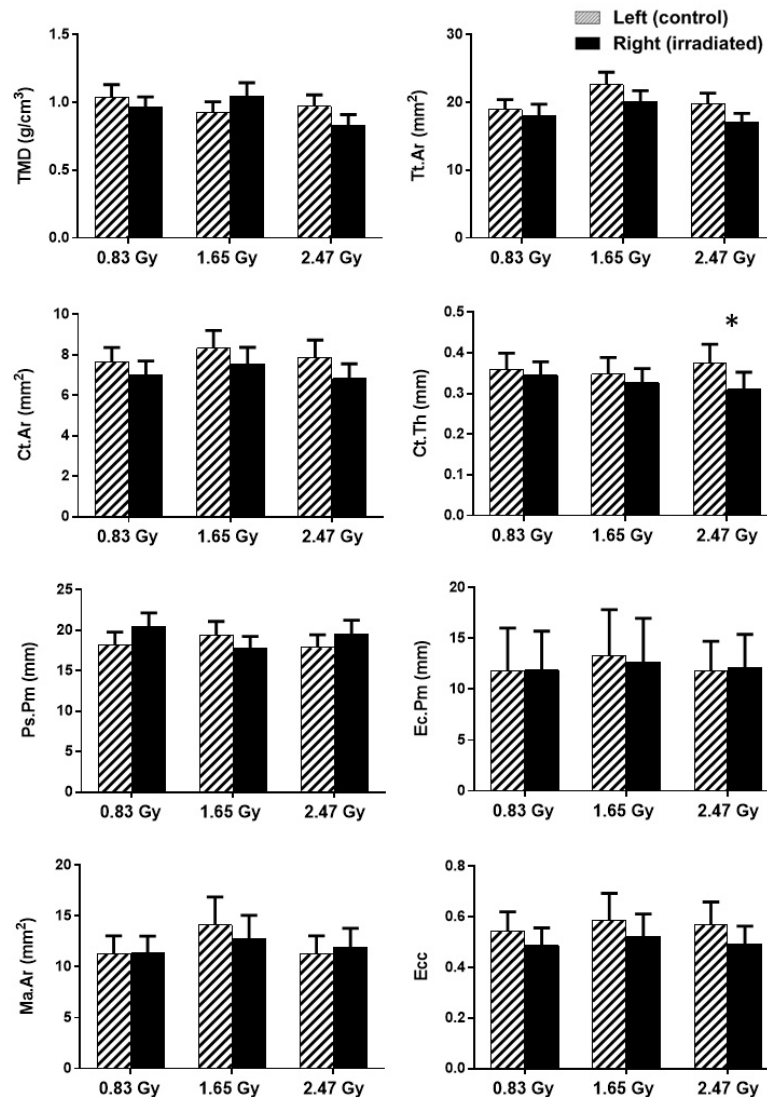 Left (control)
Right (irradiated)
TMD (g/cm³)
1.5
1.0
0.5
0.0
0.83 Gy 1.65 Gy 2.47 Gy
Tt.Ar (mm²)
30
20
10
0
0.83 Gy 1.65 Gy 2.47 Gy
Ct.Ar (mm²)
10
8
6
4
2
0
0.83 Gy 1.65 Gy 2.47 Gy
Ct.Th (mm)
0.5
0.4
0.3
0.2
0.1
0.0
*
0.83 Gy 1.65 Gy 2.47 Gy
Ps.Pm (mm)
25
20
15
10
5
0
0.83 Gy 1.65 Gy 2.47 Gy
Ec.Pm (mm)
20
15
10
5
0
0.83 Gy 1.65 Gy 2.47 Gy
Ma.Ar (mm²)
20
15
10
5
0
0.83 Gy 1.65 Gy 2.47 Gy
Ecc
0.8
0.6
0.4
0.2
0.0
0.83 Gy 1.65 Gy 2.47 Gy